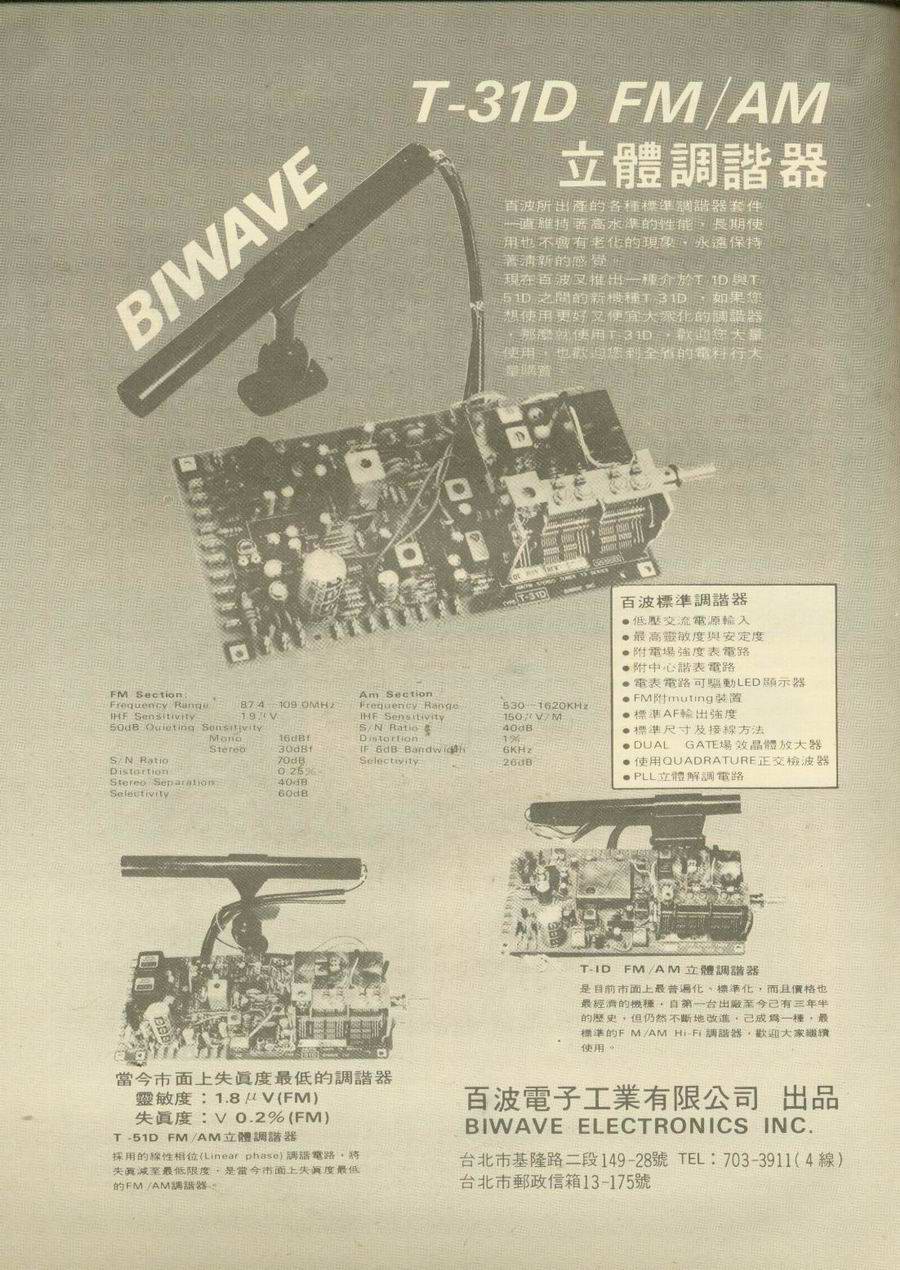 T-31D FM/AM
立體調諧器
BIWAVE
百波所出產的各種標準調諧器套件
一直維持著高水準的性能，長期使
用也不會有老化的現象，永遠保持
著清新的感覺。
現在百波又推出一種介於T-1D與T-
51D之間的新機種T-31D，如果您
想使用更好又便宜大衆化的調諧器
，那麼就使用T-31D，歡迎您大量
使用，也歡迎您到全省的電料行大
量購買。
T-31D
百波標準調諧器
●低壓交流電源輸入
●最高靈敏度與安定度
●附電場強度表電路
●附中心諧表電路
●電表電路可驅動LED顯示器
●FM附muting裝置
●標準AF輸出強度
●標準尺寸及接線方法
●DUAL GATE場效晶體放大器
●使用QUADRATURE正交檢波器
●PLL立體解調電路
FM Section:
Frequency Range 87.4-109.0MHz
IHF Sensitivity 1.9μV
50dB Quieting Sensitivity
Mono 16dBf
Stereo 30dBf
S/N Ratio 70dB
Distortion 0.25%
Stereo Separation 40dB
Selectivity 60dB
Am Section
Frequency Range 530-1620KHz
IHF Sensitivity 150μV/M
S/N Ratio 40dB
Distortion 1%
IF 6dB Bandwidth 6KHz
Selectivity 26dB
T-ID FM/AM立體調諧器
是目前市面上最普遍化、標準化，而且價格也
最經濟的機種，自第一台出廠至今己有三年半
的歷史，但仍然不斷地改進，己成爲一種，最
標準的FM/AM Hi-Fi調諧器，歡迎大家繼續
使用。
當今市面上失眞度最低的調諧器
靈敏度：1.8μV(FM)
失眞度：V 0.2%(FM)
T-51D FM/AM立體調諧器
採用的線性相位(Linear phase)調諧電路，將
失眞減至最低限度，是當今市面上失眞度最低
的FM/AM調諧器。
百波電子工業有限公司 出品
BIWAVE ELECTRONICS INC.
台北市基隆路二段149-28號 TEL：703-3911(4線)
台北市郵政信箱13-175號